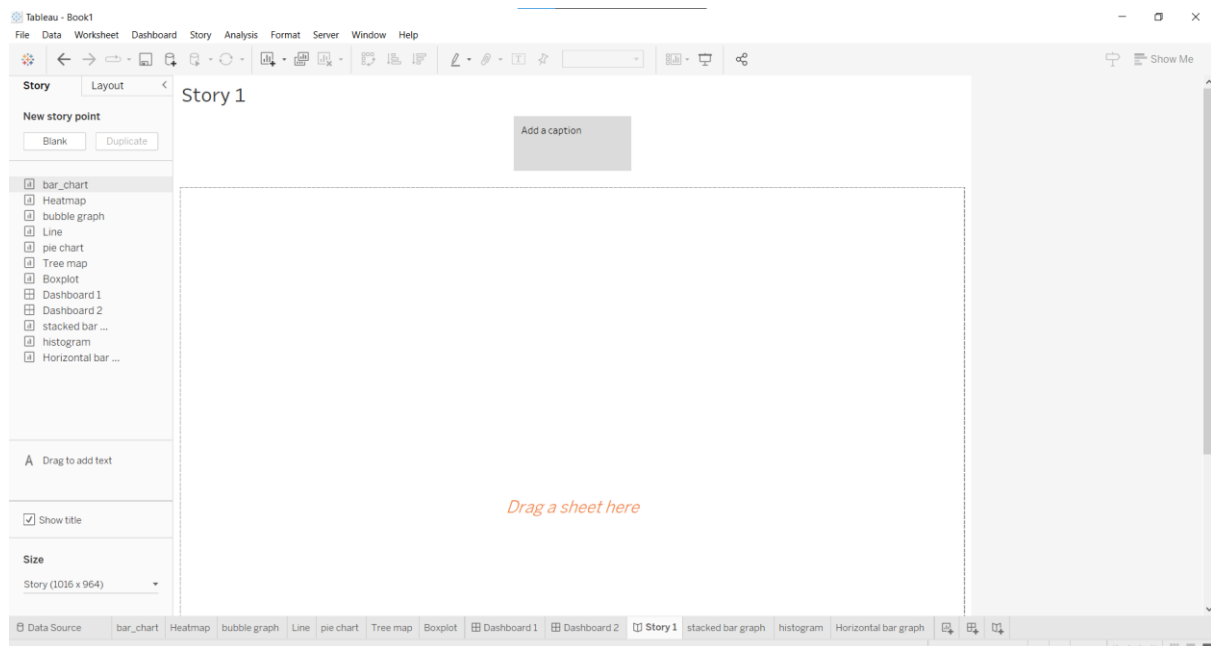 Tableau - Book1
File Data Worksheet Dashboard Story Analysis Format Server Window Help
Show Me
Story Layout
New story point
Blank Duplicate
bar_chart
Heatmap
bubble graph
Line
pie chart
Tree map
Boxplot
Dashboard 1
Dashboard 2
stacked bar ...
histogram
Horizontal bar ...
A Drag to add text
Show title
Size
Story (1016 x 964)
Story 1
Add a caption
Drag a sheet here
Data Source bar_chart Heatmap bubble graph Line pie chart Tree map Boxplot Dashboard 1 Dashboard 2 Story 1 stacked bar graph histogram Horizontal bar graph